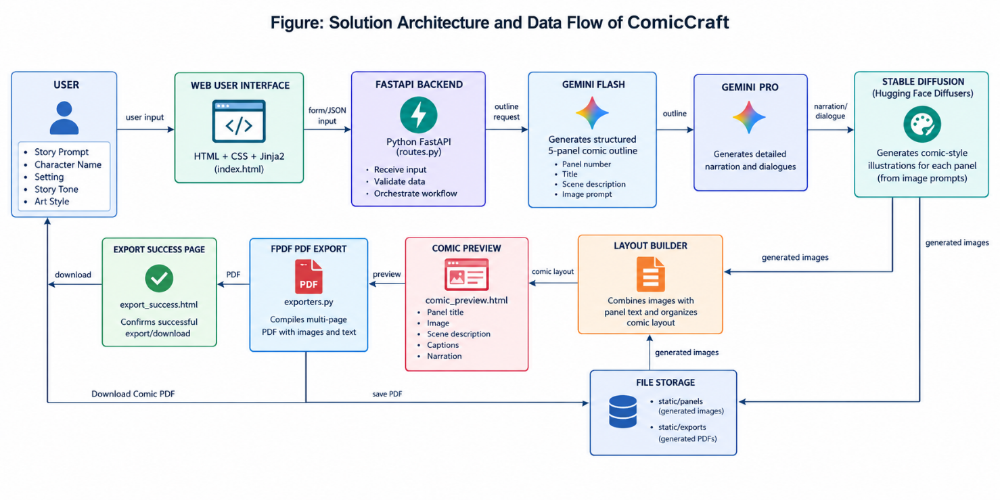 Figure: Solution Architecture and Data Flow of ComicCraft
USER
• Story Prompt
• Character Name
• Setting
• Story Tone
• Art Style
user input
WEB USER INTERFACE
</>
HTML + CSS + Jinja2
(index.html)
form/JSON
input
FASTAPI BACKEND
Python FastAPI
(routes.py)
• Receive input
• Validate data
• Orchestrate workflow
outline
request
GEMINI FLASH
Generates structured
5-panel comic outline
• Panel number
• Title
• Scene description
• Image prompt
outline
GEMINI PRO
Generates detailed
narration and dialogues
narration/
dialogue
STABLE DIFFUSION
(Hugging Face Diffusers)
Generates comic-style
illustrations for each panel
(from image prompts)
generated images
generated images
LAYOUT BUILDER
Combines images with
panel text and organizes
comic layout
comic layout
COMIC PREVIEW
comic_preview.html
• Panel title
• Image
• Scene description
• Captions
• Narration
preview
FPDF PDF EXPORT
PDF
exporters.py
Compiles multi-page
PDF with images and text
PDF
EXPORT SUCCESS PAGE
export_success.html
Confirms successful
export/download
download
generated images
Download Comic PDF
save PDF
FILE STORAGE
• static/panels
(generated images)
• static/exports
(generated PDFs)